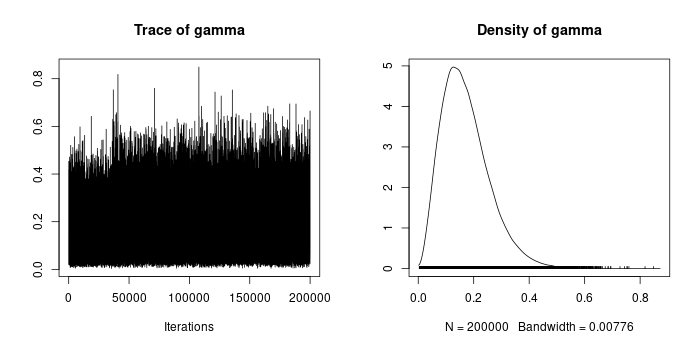 Trace of gamma
0.8
0.6
0.4
0.2
0.0
0 50000 100000 150000 200000
Iterations
Density of gamma
5
4
3
2
1
0
0.0 0.2 0.4 0.6 0.8
N = 200000 Bandwidth = 0.00776